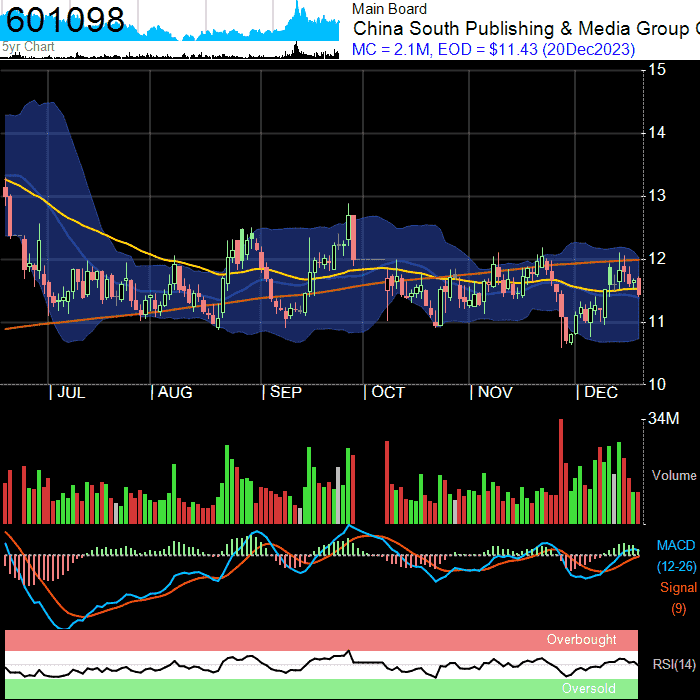 601098
5yr Chart
Main Board
China South Publishing & Media Group
MC = 2.1M, EOD = $11.43 (20Dec2023)
15
14
13
12
11
10
| JUL | AUG | SEP | OCT | NOV | DEC
34M
Volume
MACD
(12-26)
Signal
(9)
Overbought
RSI(14)
Oversold